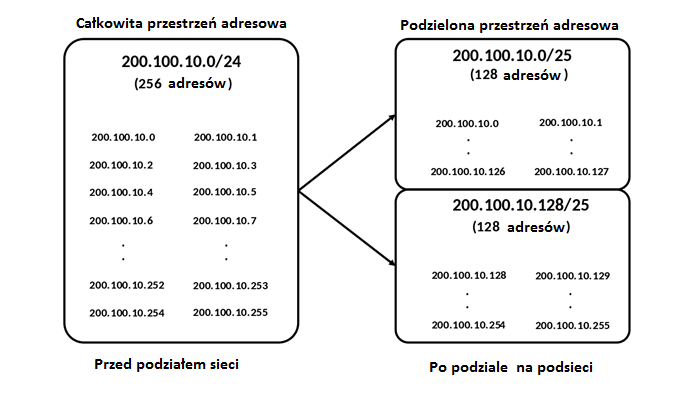 Całkowita przestrzeń adresowa
200.100.10.0/24
(256 adresów)
200.100.10.0 200.100.10.1
200.100.10.2 200.100.10.3
200.100.10.4 200.100.10.5
200.100.10.6 200.100.10.7
. .
. .
200.100.10.252 200.100.10.253
200.100.10.254 200.100.10.255
Przed podziałem sieci
Podzielona przestrzeń adresowa
200.100.10.0/25
(128 adresów)
200.100.10.0 200.100.10.1
. .
. .
200.100.10.126 200.100.10.127
200.100.10.128/25
(128 adresów)
200.100.10.128 200.100.10.129
. .
. .
200.100.10.254 200.100.10.255
Po podziale na podsieci